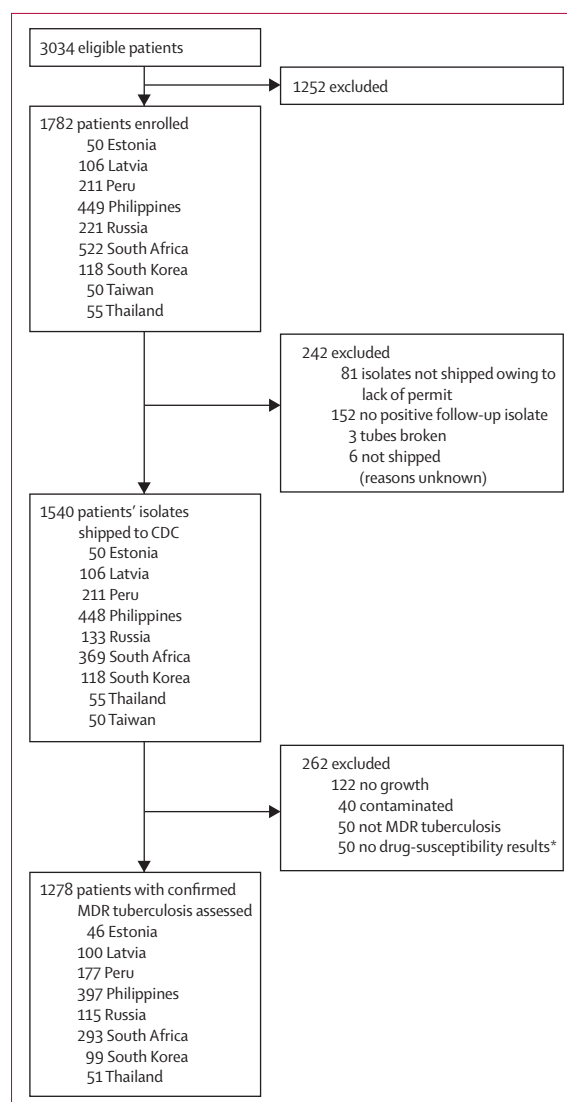 3034 eligible patients
1252 excluded
1782 patients enrolled
50 Estonia
106 Latvia
211 Peru
449 Philippines
221 Russia
522 South Africa
118 South Korea
50 Taiwan
55 Thailand
242 excluded
81 isolates not shipped owing to
lack of permit
152 no positive follow-up isolate
3 tubes broken
6 not shipped
(reasons unknown)
1540 patients’ isolates
shipped to CDC
50 Estonia
106 Latvia
211 Peru
448 Philippines
133 Russia
369 South Africa
118 South Korea
55 Thailand
50 Taiwan
262 excluded
122 no growth
40 contaminated
50 not MDR tuberculosis
50 no drug-susceptibility results*
1278 patients with confirmed
MDR tuberculosis assessed
46 Estonia
100 Latvia
177 Peru
397 Philippines
115 Russia
293 South Africa
99 South Korea
51 Thailand